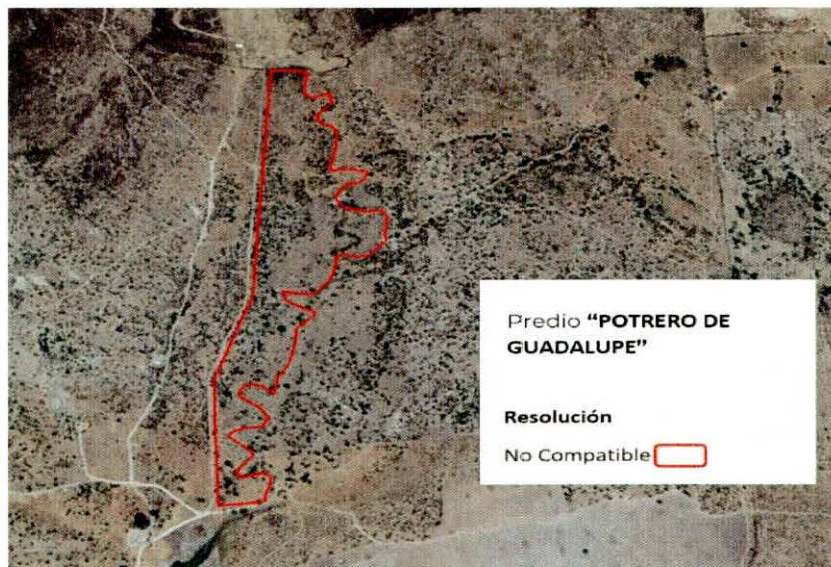 Predio “POTRERO DE
GUADALUPE”
Resolución
No Compatible